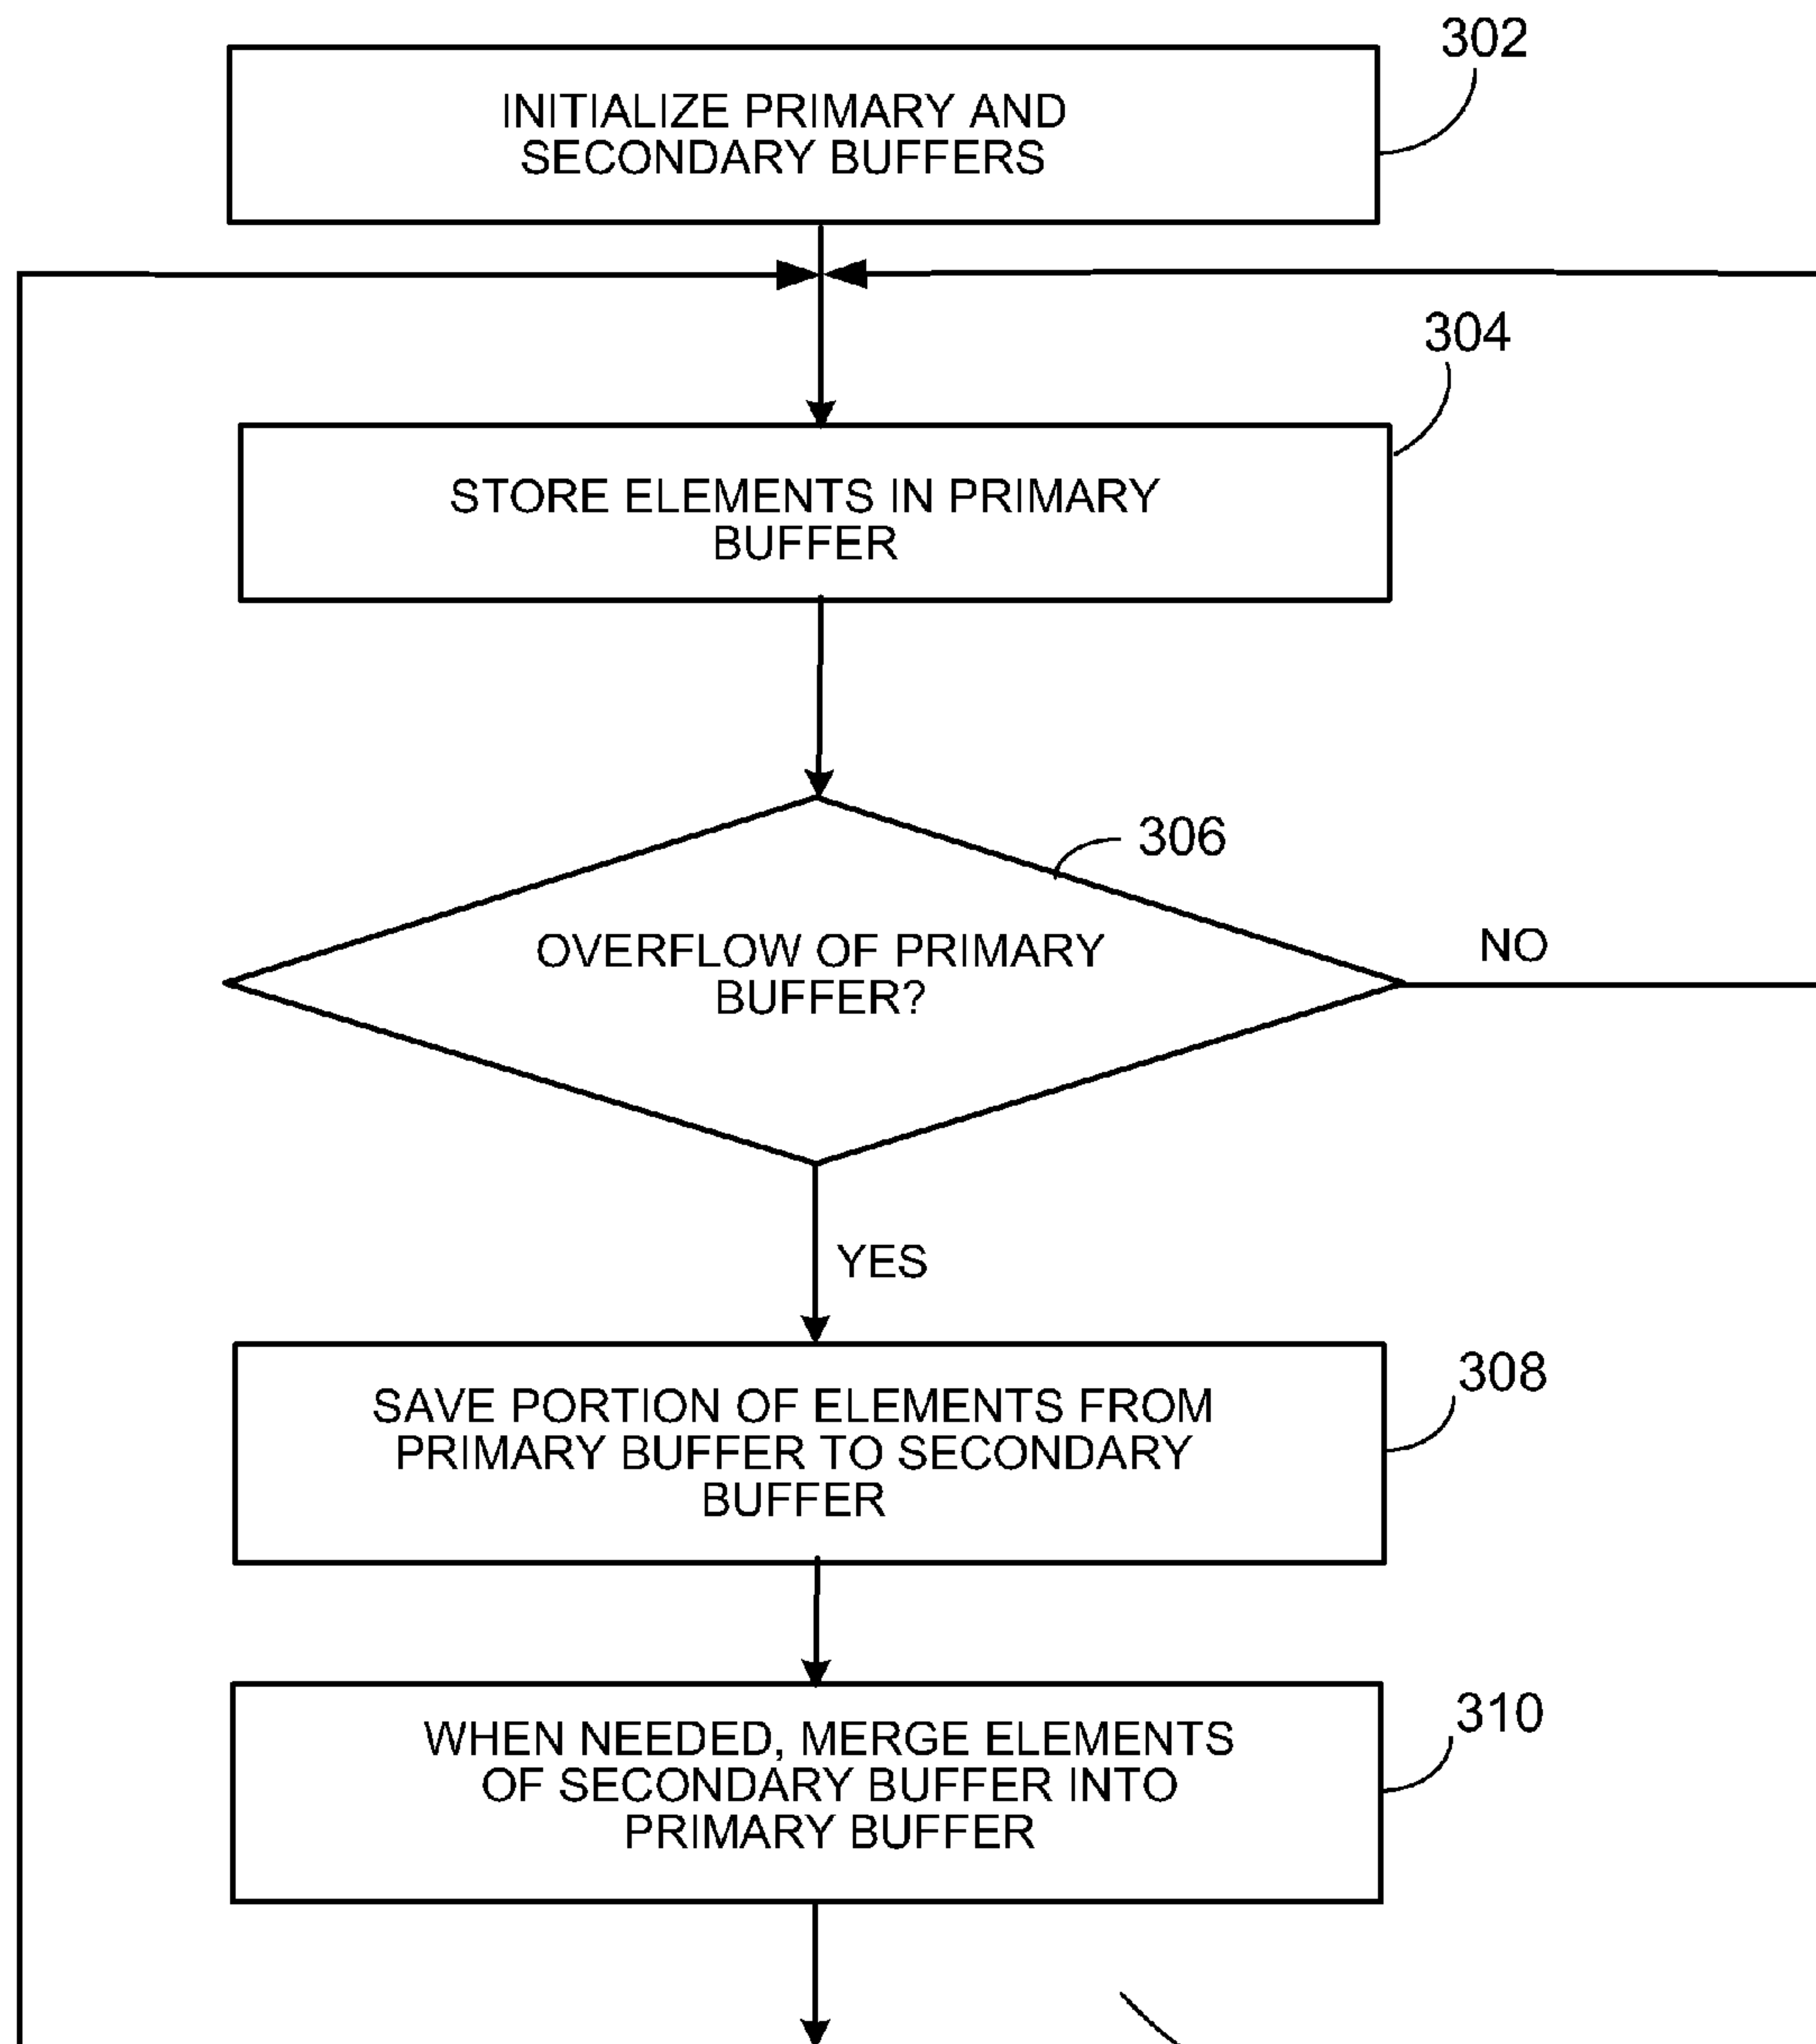 302
INITIALIZE PRIMARY AND
SECONDARY BUFFERS
304
STORE ELEMENTS IN PRIMARY
BUFFER
306
OVERFLOW OF PRIMARY
BUFFER?
NO
YES
308
SAVE PORTION OF ELEMENTS FROM
PRIMARY BUFFER TO SECONDARY
BUFFER
310
WHEN NEEDED, MERGE ELEMENTS
OF SECONDARY BUFFER INTO
PRIMARY BUFFER